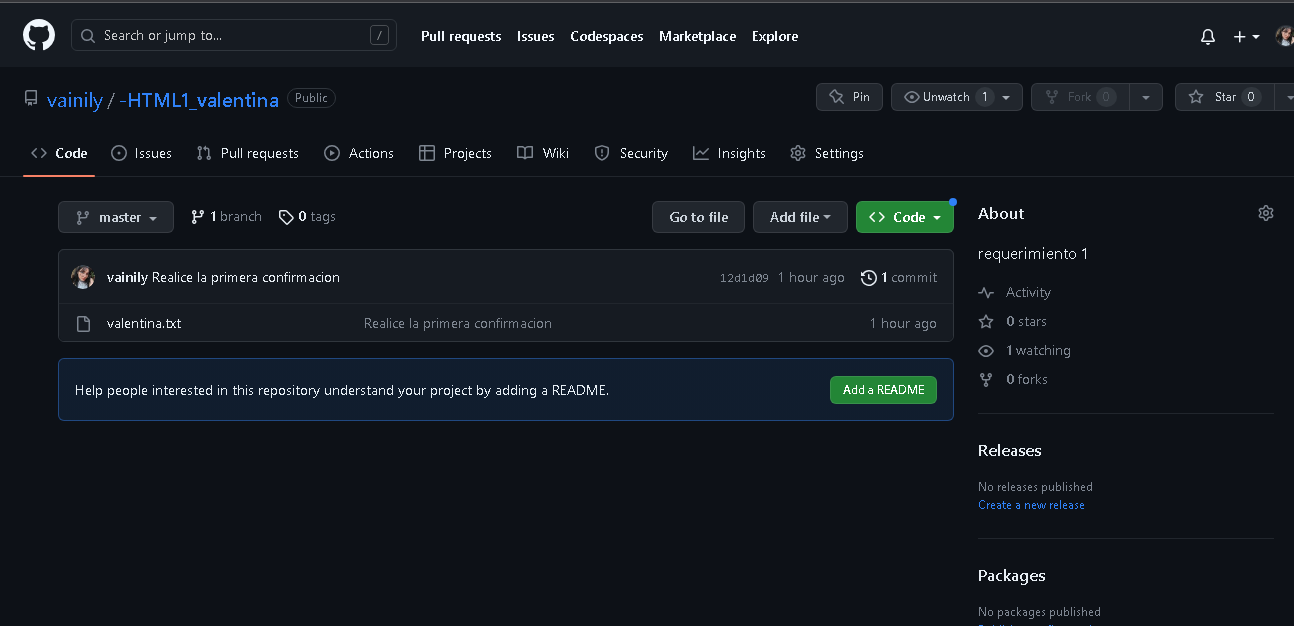 Search or jump to... / Pull requests Issues Codespaces Marketplace Explore
vainily / -HTML1_valentina Public Pin Unwatch 1 Fork 0 Star 0
Code Issues Pull requests Actions Projects Wiki Security Insights Settings
master 1 branch 0 tags Go to file Add file Code
vainily Realice la primera confirmacion 12d1d09 1 hour ago 1 commit
valentina.txt Realice la primera confirmacion 1 hour ago
Help people interested in this repository understand your project by adding a README. Add a README
About
requerimiento 1
Activity
0 stars
1 watching
0 forks
Releases
No releases published
Create a new release
Packages
No packages published